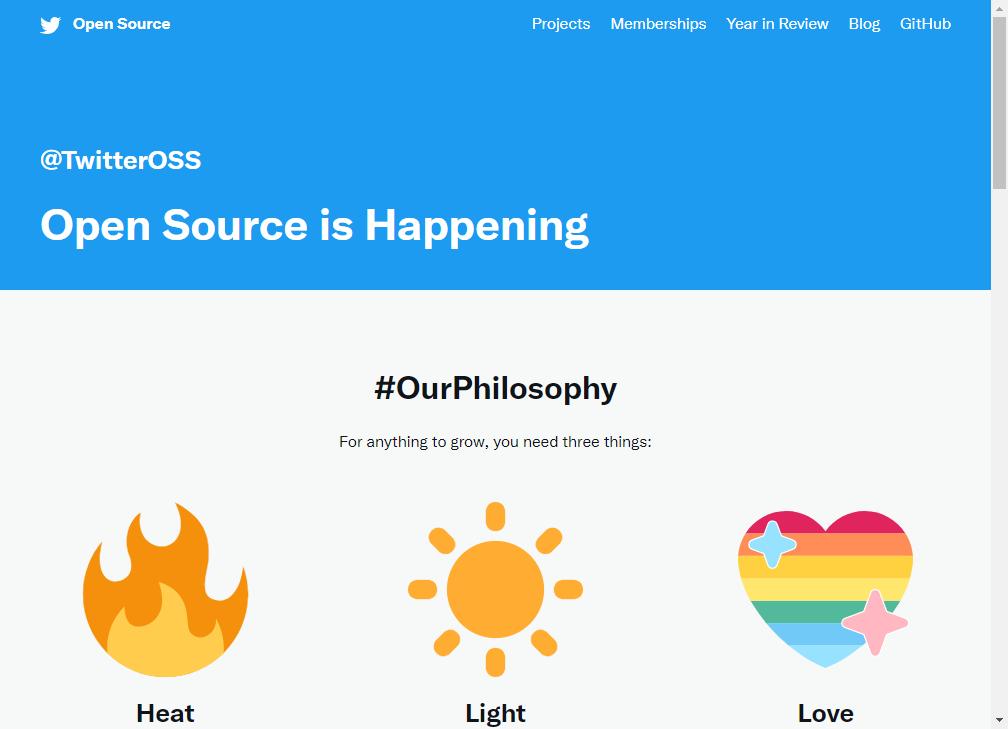 Open Source
Projects Memberships Year in Review Blog GitHub
@TwitterOSS
Open Source is Happening
#OurPhilosophy
For anything to grow, you need three things:
Heat Light Love